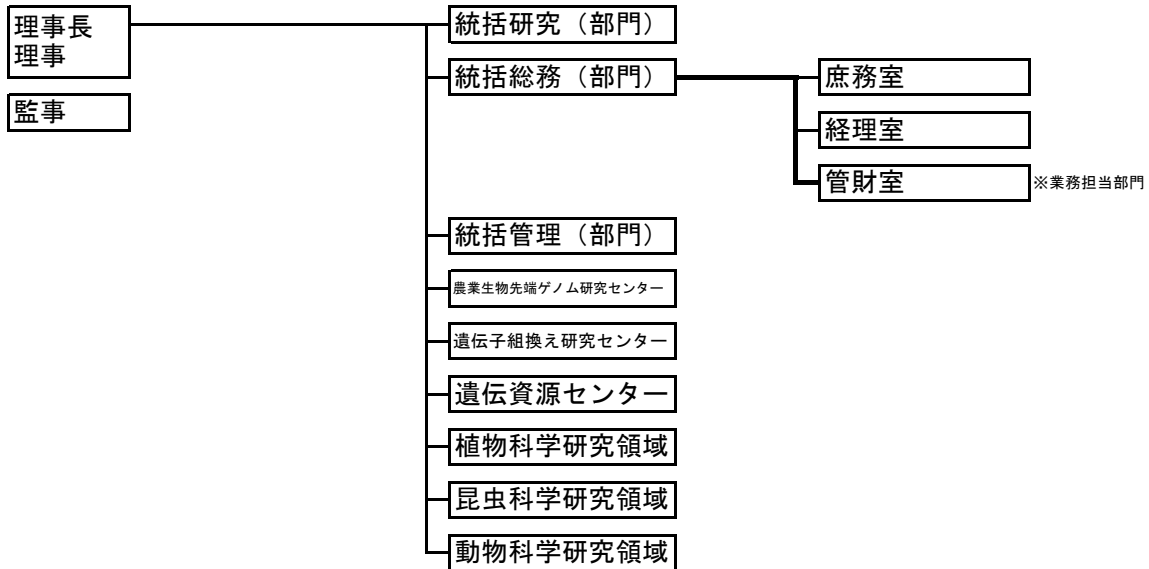 理事長
理事
監事
統括研究（部門）
統括総務（部門）
庶務室
経理室
管財室
※業務担当部門
統括管理（部門）
農業生物先端ゲノム研究センター
遺伝子組換え研究センター
遺伝資源センター
植物科学研究領域
昆虫科学研究領域
動物科学研究領域